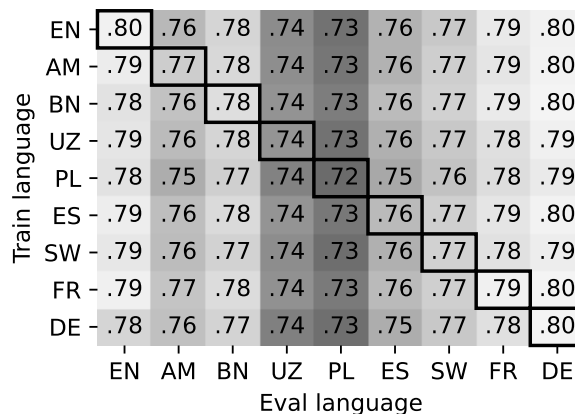 EN .80 .76 .78 .74 .73 .76 .77 .79 .80
AM .79 .77 .78 .74 .73 .76 .77 .79 .80
BN .78 .76 .78 .74 .73 .76 .77 .79 .80
UZ .79 .76 .78 .74 .73 .76 .77 .78 .79
PL .78 .75 .77 .74 .72 .75 .76 .78 .79
ES .79 .76 .78 .74 .73 .76 .77 .79 .80
SW .79 .76 .77 .74 .73 .76 .77 .78 .79
FR .79 .77 .78 .74 .73 .76 .77 .79 .80
DE .78 .76 .77 .74 .73 .75 .77 .78 .80
EN AM BN UZ PL ES SW FR DE
Eval language
Train language